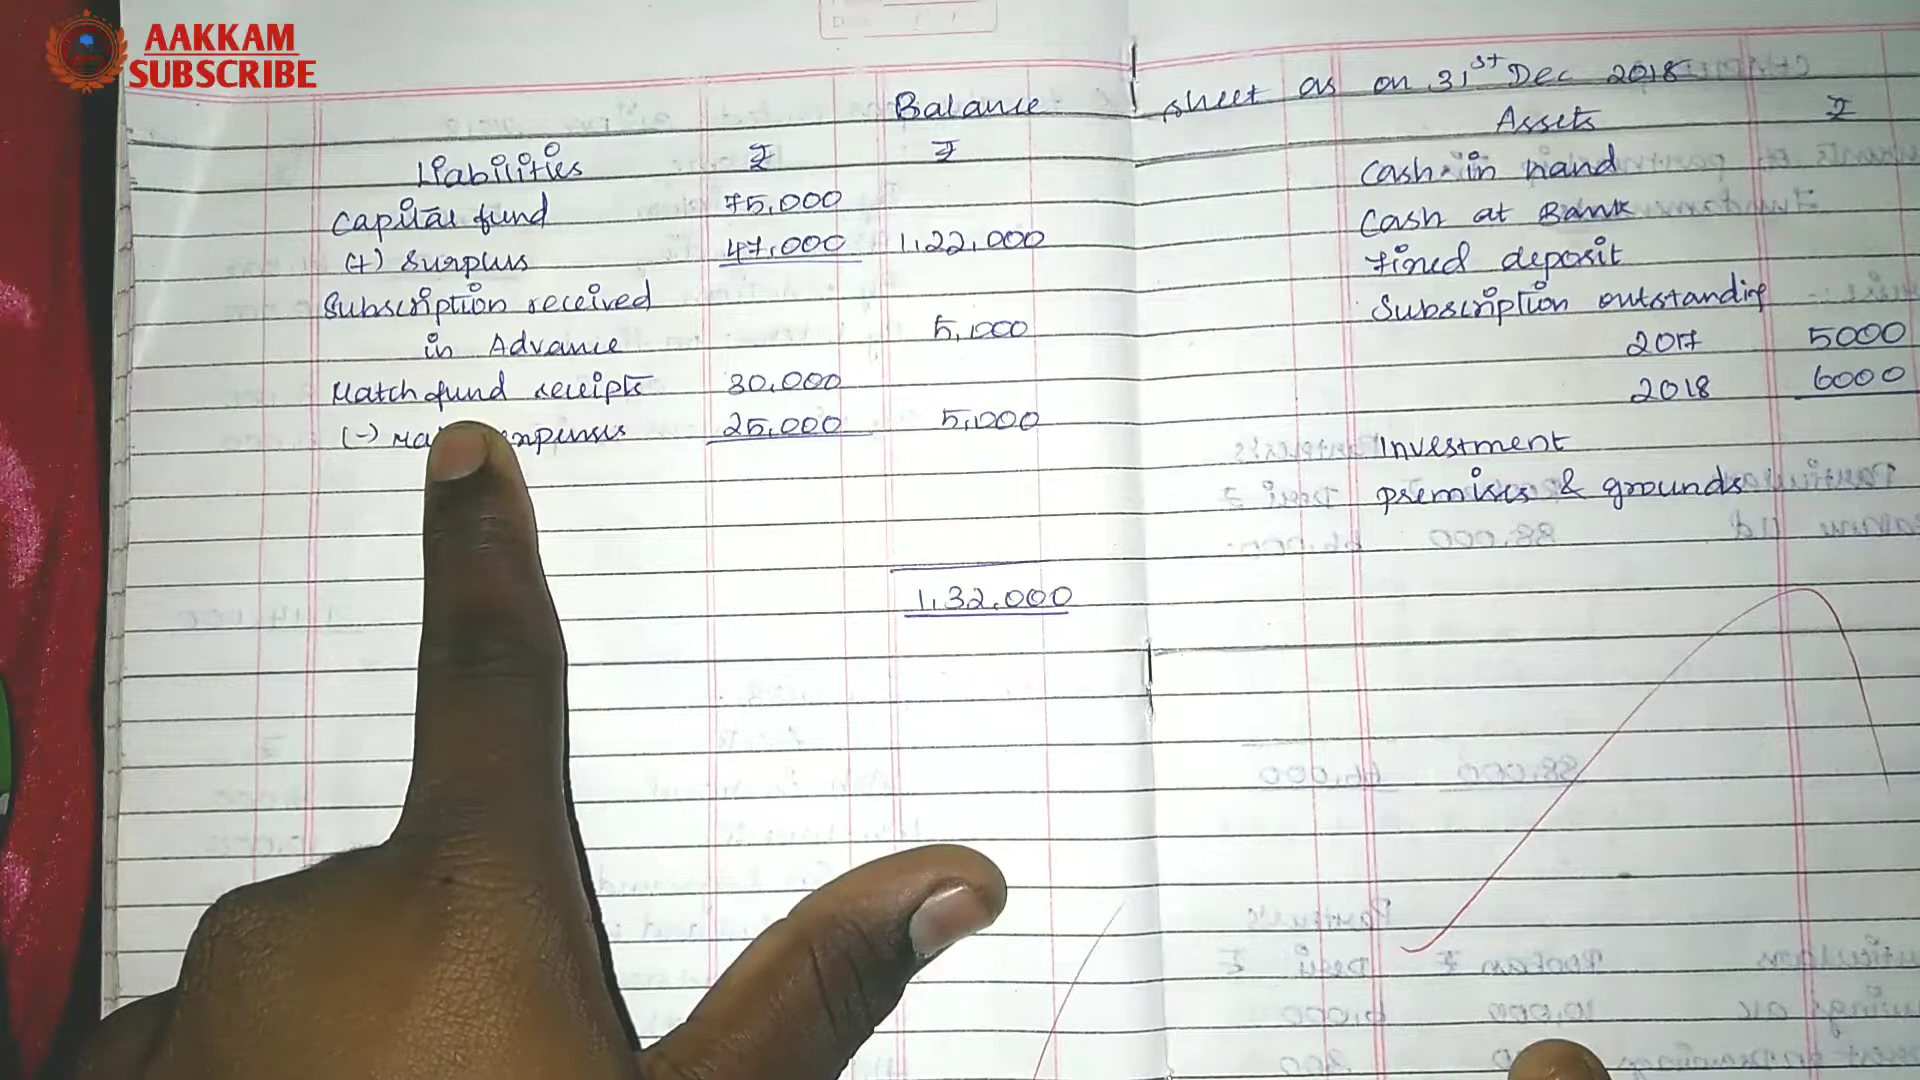 AAKKAM
SUBSCRIBE
Balance sheet as on 31st Dec 2018
Liabilities ₹ ₹
Capital fund 75,000
(+) Surplus 47,000 1,22,000
Subscription received
in Advance 5,000
Match fund receipts 30,000
(-) expenses 25,000 5,000
1,32,000
Assets ₹
Cash in hand
Cash at Bank
Fixed deposit
Subscription outstanding
2017 5000
2018 6000
Investment
premises & grounds